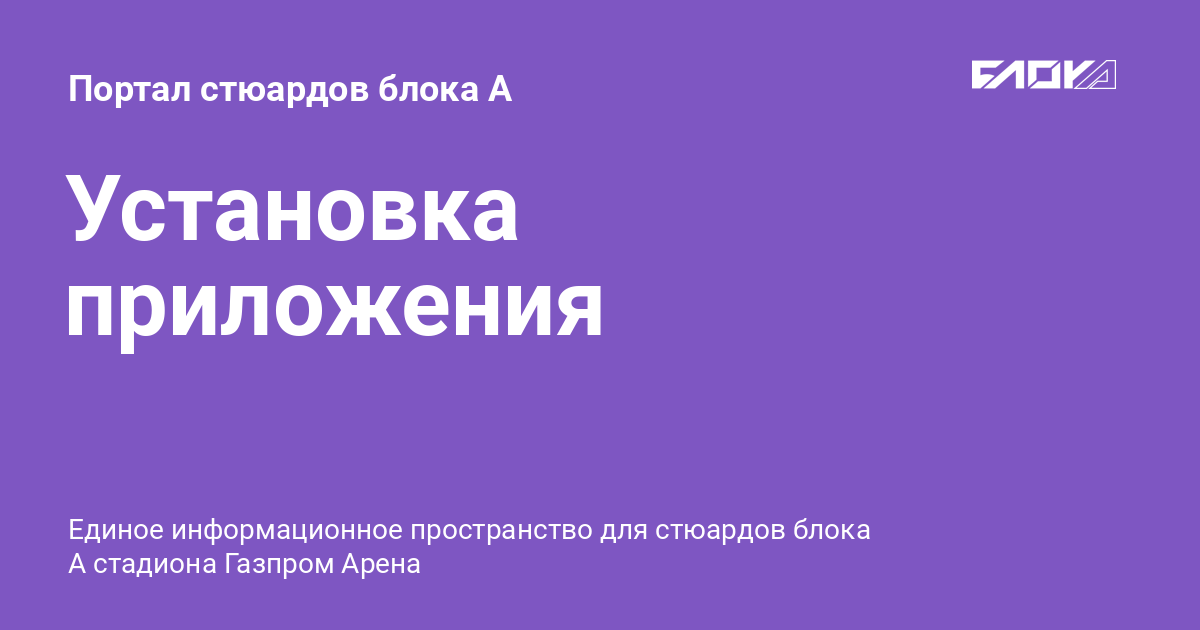 Портал стюардов блока А
БЛОКА
Установка
приложения
Единое информационное пространство для стюардов блока
А стадиона Газпром Арена